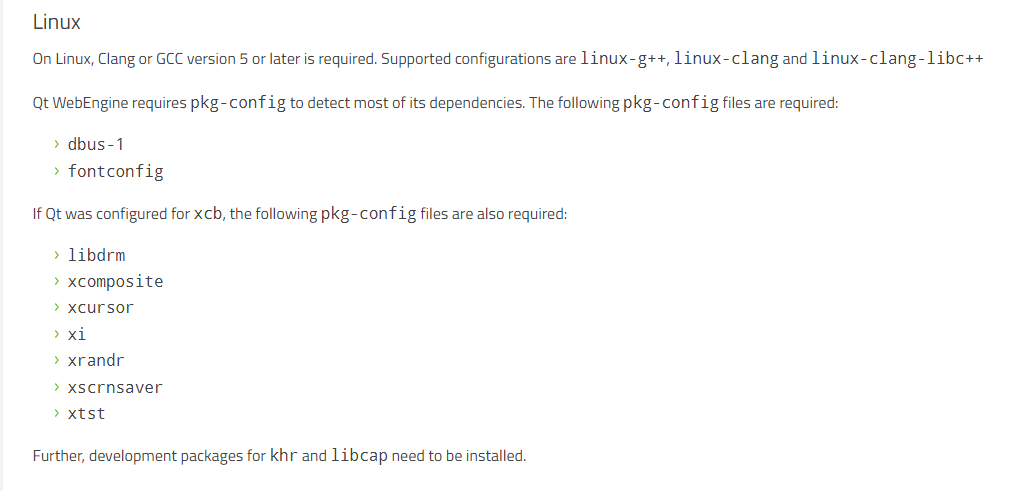 Linux
On Linux, Clang or GCC version 5 or later is required. Supported configurations are linux-g++, linux-clang and linux-clang-libc++
Qt WebEngine requires pkg-config to detect most of its dependencies. The following pkg-config files are required:
› dbus-1
› fontconfig
If Qt was configured for xcb, the following pkg-config files are also required:
› libdrm
› xcomposite
› xcursor
› xi
› xrandr
› xscrnsaver
› xtst
Further, development packages for khr and libcap need to be installed.